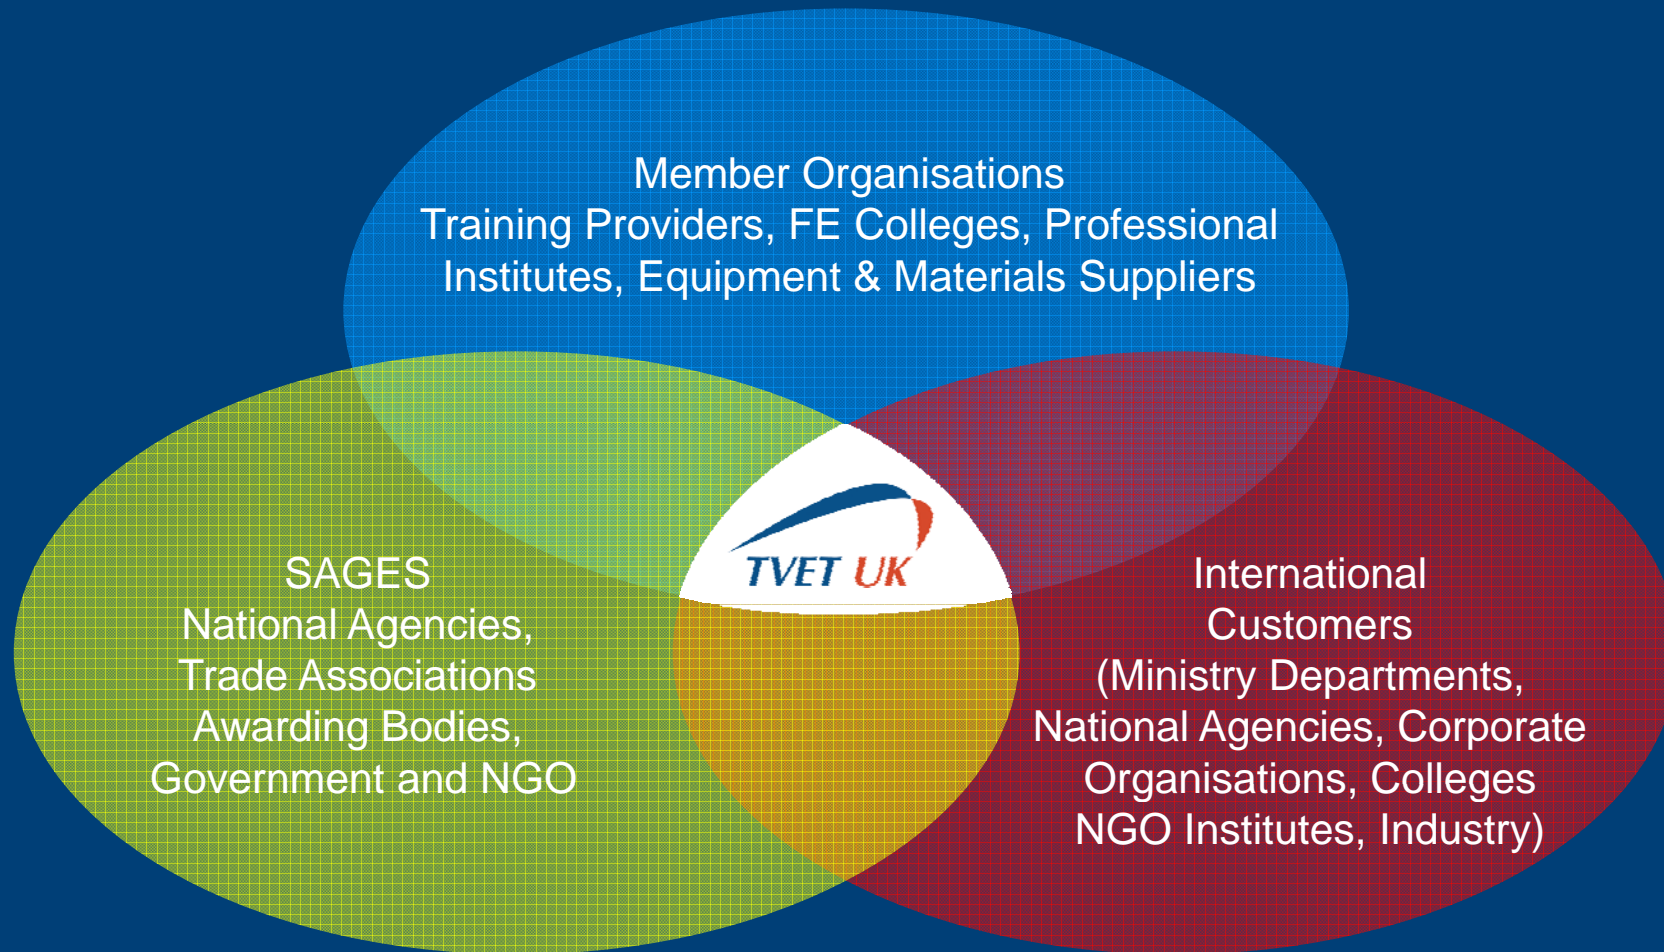 Member Organisations
Training Providers, FE Colleges, Professional
Institutes, Equipment & Materials Suppliers
TVET UK
SAGES
National Agencies,
Trade Associations
Awarding Bodies,
Government and NGO
International
Customers
(Ministry Departments,
National Agencies, Corporate
Organisations, Colleges
NGO Institutes, Industry)